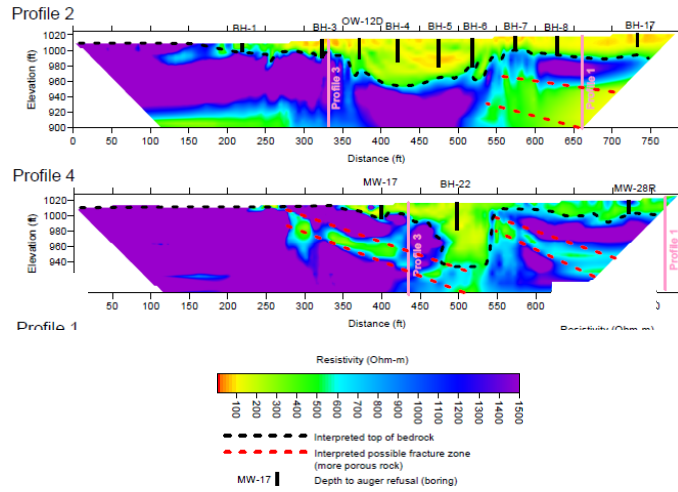 Profile 2
OW-12D
BH-1 BH-3 BH-4 BH-5 BH-6 BH-7 BH-8 BH-17
Elevation (ft)
1020
1000
980
960
940
920
900
Profile 3
Profile 1
0 50 100 150 200 250 300 350 400 450 500 550 600 650 700 750
Distance (ft)
Profile 4
MW-17 BH-22 MW-28R
Elevation (ft)
1020
1000
980
960
940
Profile 3
Profile 1
50 100 150 200 250 300 350 400 450 500 550 600 650 700 0
Distance (ft)
Profile 1
Resistivity (Ohm-m)
Resistivity (Ohm-m)
100 200 300 400 500 600 700 800 900 1000 1100 1200 1300 1400 1500
Interpreted top of bedrook
Interpreted possible fracture zone
(more porous rock)
MW-17 Depth to auger refusal (boring)